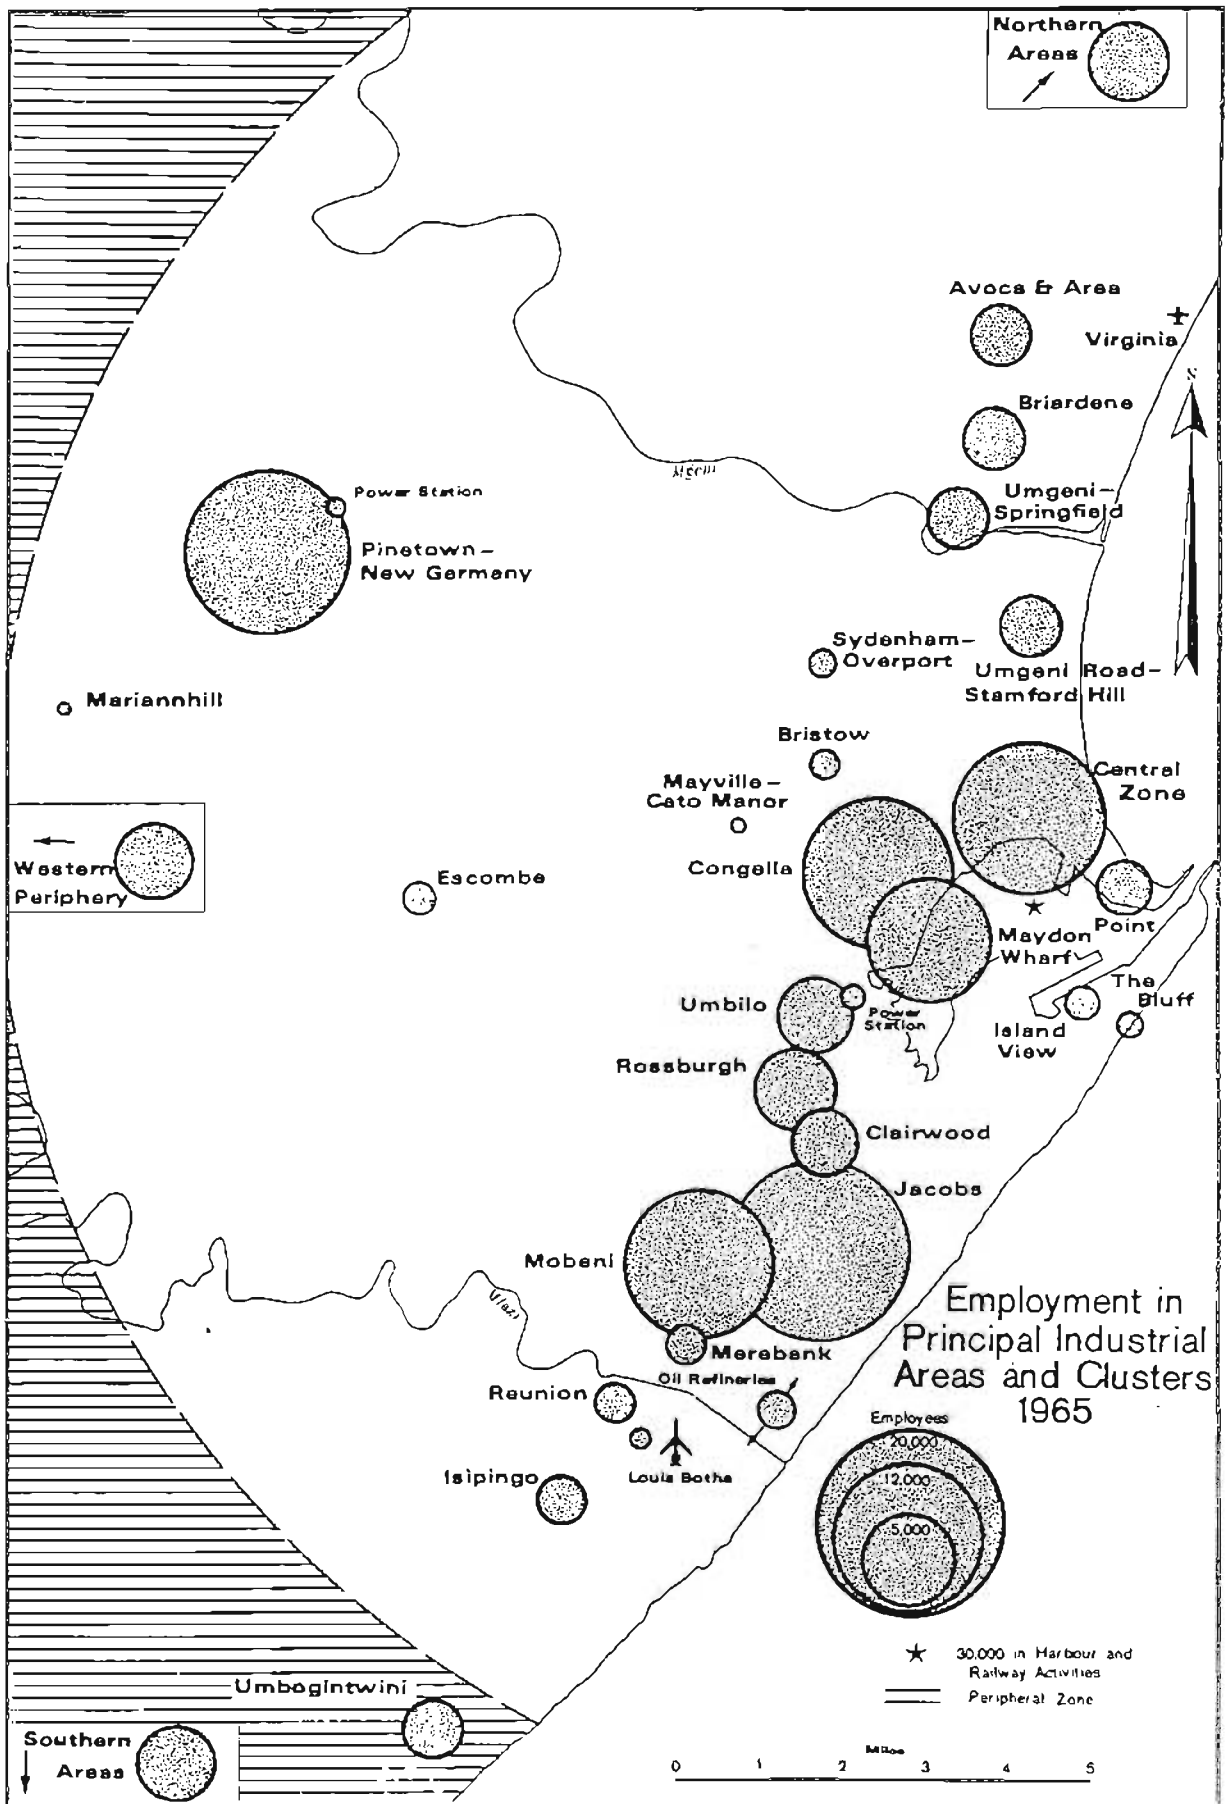 Northern
Areas
Avoca & Area
Virginia
Briardene
N
Mgeni
Umgeni-
Springfield
Power Station
Pinetown-
New Germany
Sydenham-
Overport
Umgeni Road-
Stamford Hill
Mariannhill
Bristow
Mayville-
Cato Manor
Central
Zone
Western
Periphery
Congella
Escombe
Point
Maydon
Wharf
The
Bluff
Umbilo
Power
Station
Island
View
Rossburgh
Clairwood
Jacobs
Mobeni
Merebank
Oil Refineries
Reunion
Louis Botha
Isipingo
Employment in
Principal Industrial
Areas and Clusters
1965
Employees
20,000
12,000
5,000
30,000 in Harbour and
Railway Activities
Peripheral Zone
Umbogintwini
Southern
Areas
Miles
0 1 2 3 4 5